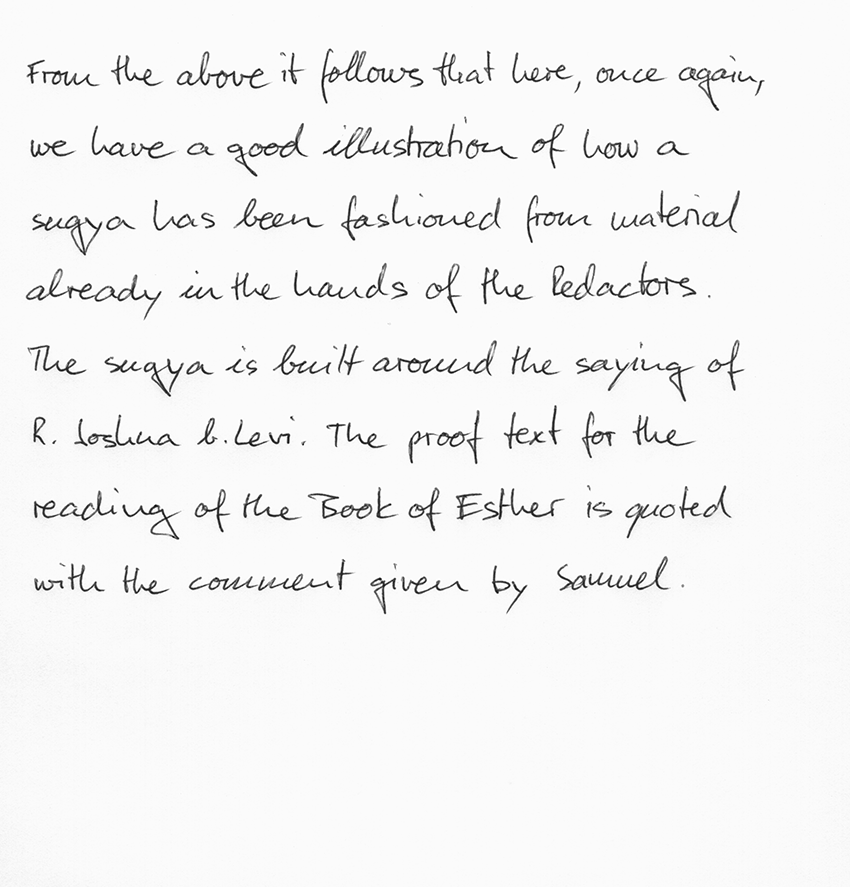 From the above it follows that here, once again,
we have a good illustration of how a
sugya has been fashioned from material
already in the hands of the Redactors.
The sugya is built around the saying of
R. Joshua b. Levi. The proof text for the
reading of the Book of Esther is quoted
with the comment given by Samuel.